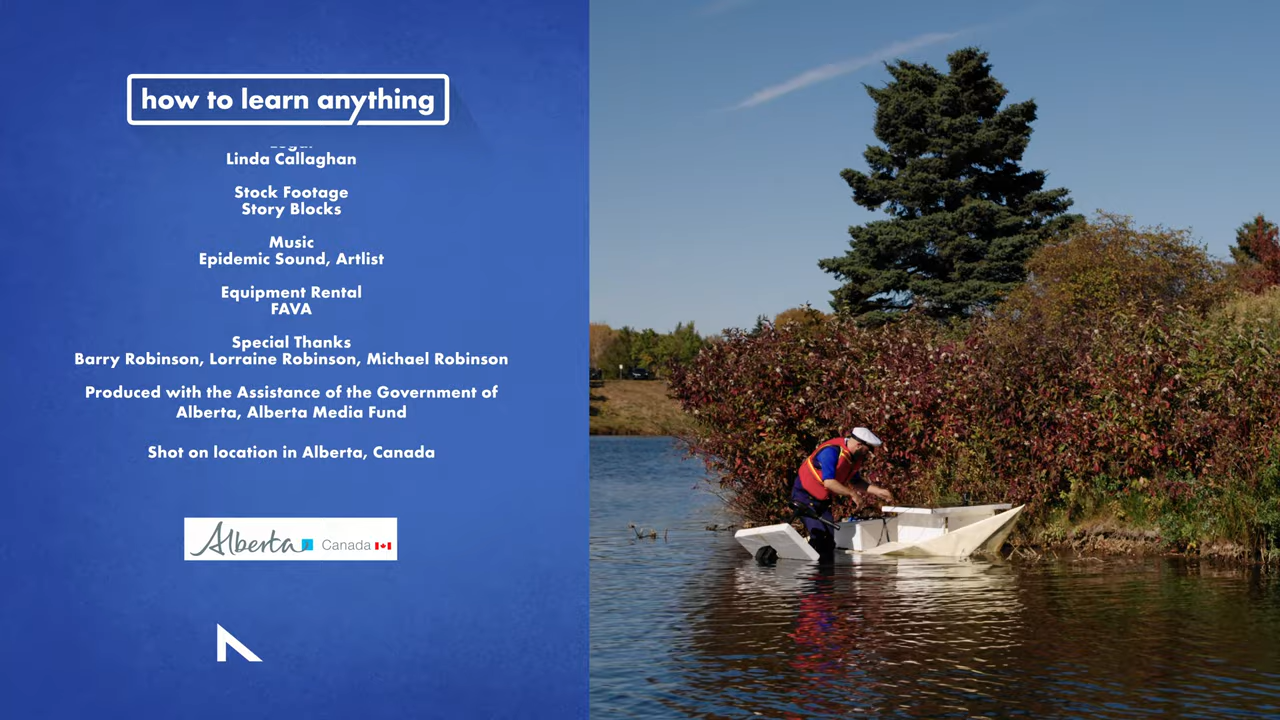 how to learn anything
Linda Callaghan
Stock Footage
Story Blocks
Music
Epidemic Sound, Artlist
Equipment Rental
FAVA
Special Thanks
Barry Robinson, Lorraine Robinson, Michael Robinson
Produced with the Assistance of the Government of
Alberta, Alberta Media Fund
Shot on location in Alberta, Canada
Alberta Canada